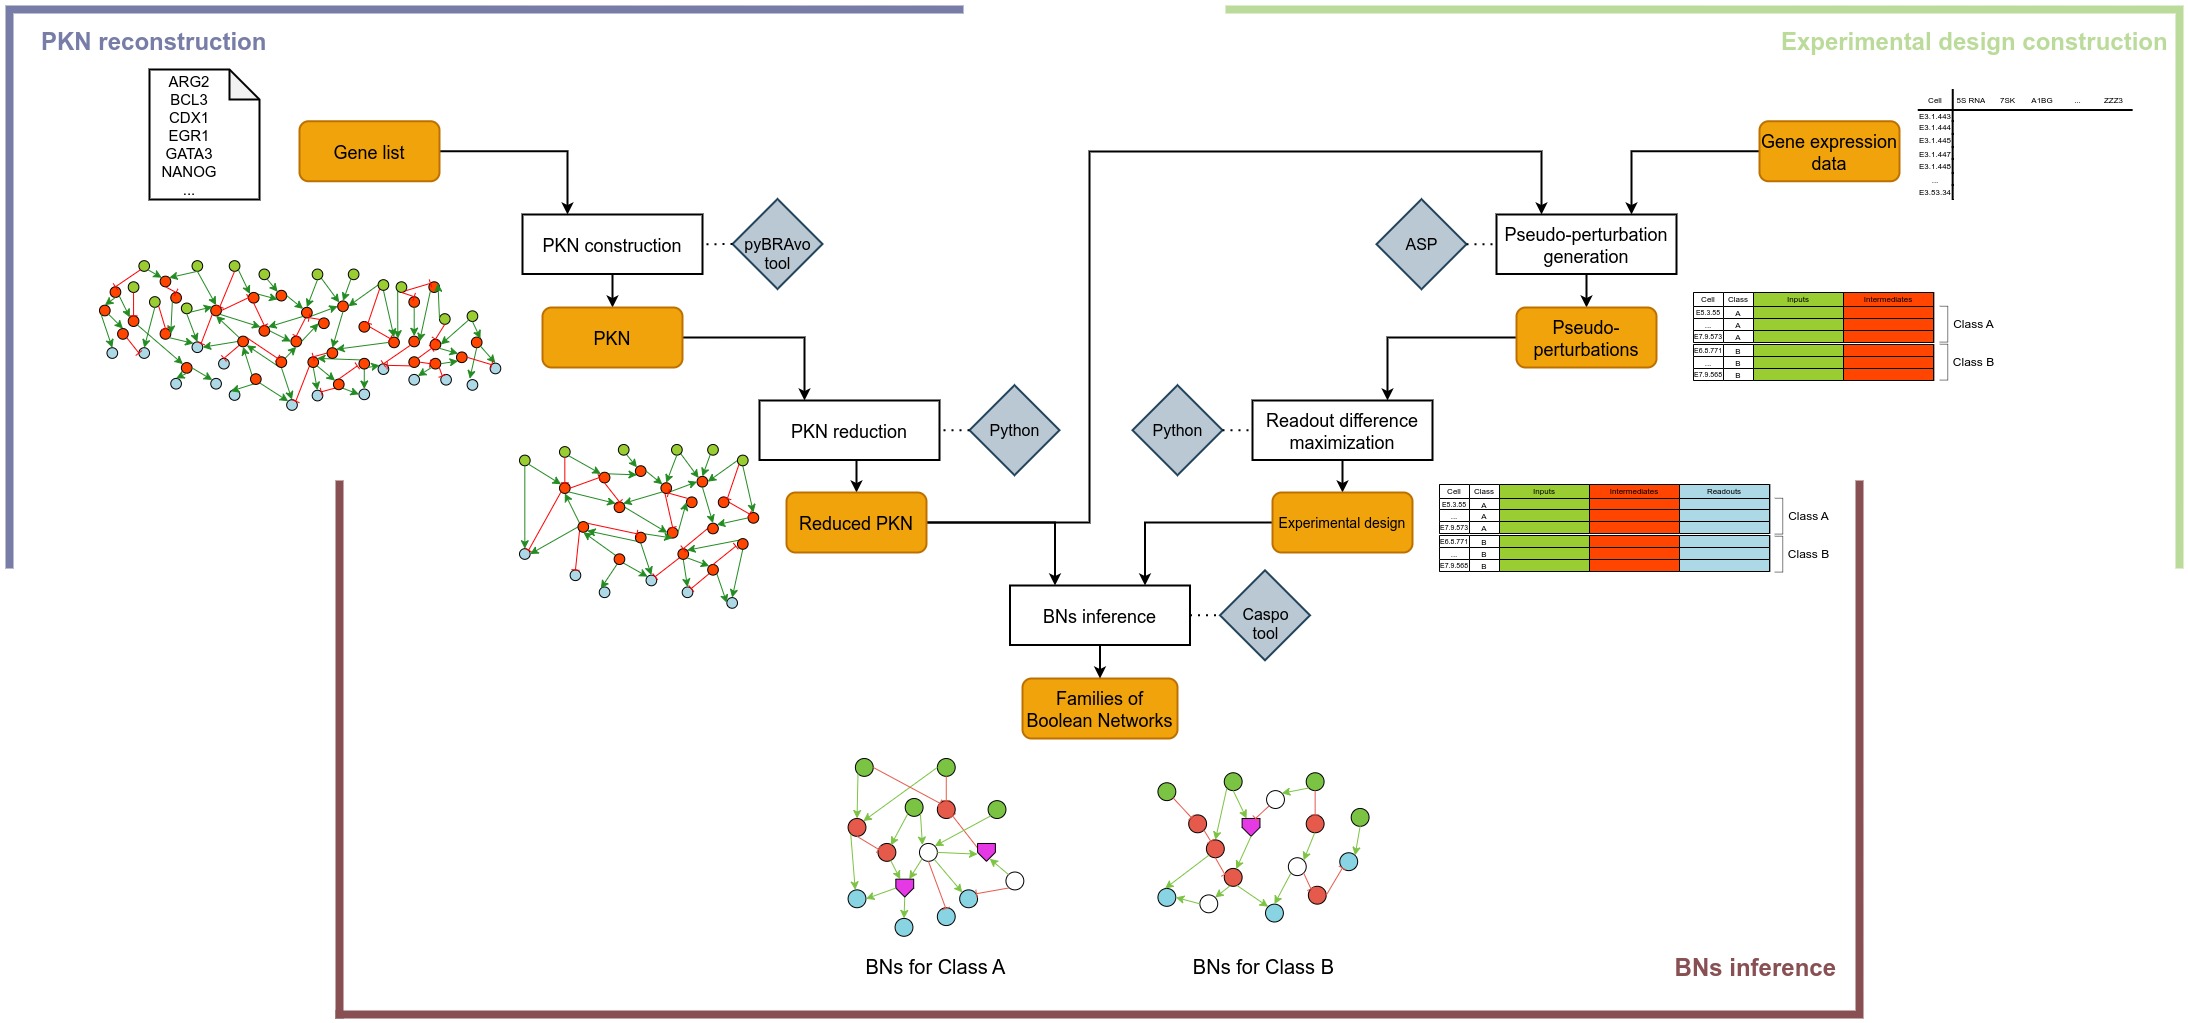 PKN reconstruction
Experimental design construction
ARG2
BCL3
CDX1
EGR1
GATA3
NANOG
...
Gene list
Gene expression
data
Cell 5S RNA 7SK A1BG ... ZZZ3
E3.1.443
E3.1.444
E3.1.445
E3.1.447
E3.1.448
...
E3.53.34
PKN construction
pyBRAvo
tool
ASP
Pseudo-perturbation
generation
PKN
Pseudo-
perturbations
Cell Class Inputs Intermediates
E5.3.55 A
... A
E7.9.573 A
E6.5.771 B
... B
E7.9.565 B
Class A
Class B
PKN reduction
Python
Python
Readout difference
maximization
Reduced PKN
Experimental design
Cell Class Inputs Intermediates Readouts
E5.3.55 A
... A
E7.9.573 A
E6.5.771 B
... B
E7.9.565 B
Class A
Class B
BNs inference
Caspo
tool
Families of
Boolean Networks
BNs for Class A
BNs for Class B
BNs inference